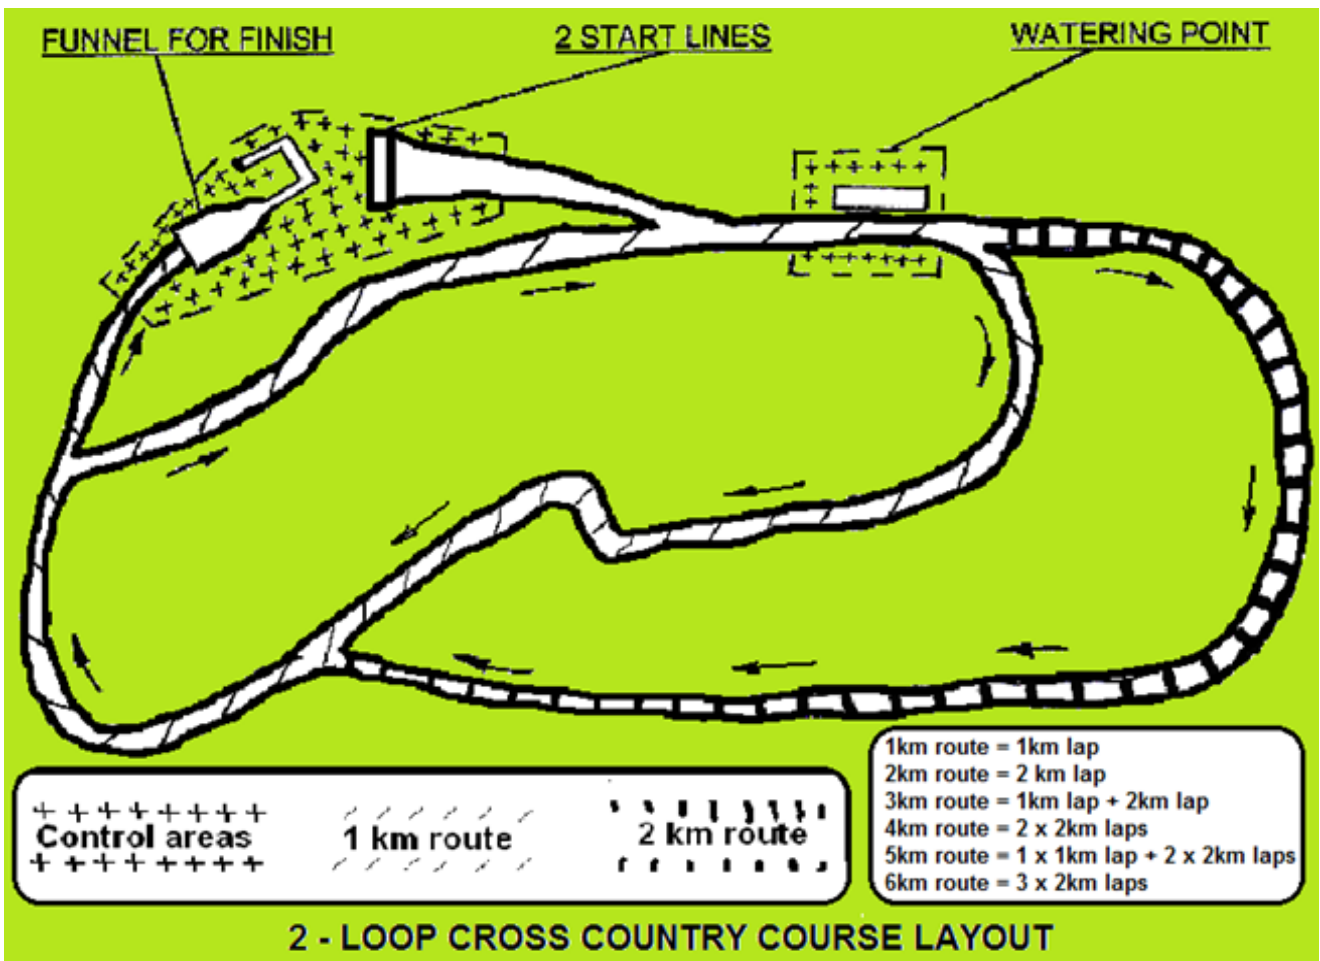 FUNNEL FOR FINISH
2 START LINES
WATERING POINT
Control areas
1 km route
2 km route
1km route = 1km lap
2km route = 2 km lap
3km route = 1km lap + 2km lap
4km route = 2 x 2km laps
5km route = 1 x 1km lap + 2 x 2km laps
6km route = 3 x 2km laps
2 - LOOP CROSS COUNTRY COURSE LAYOUT